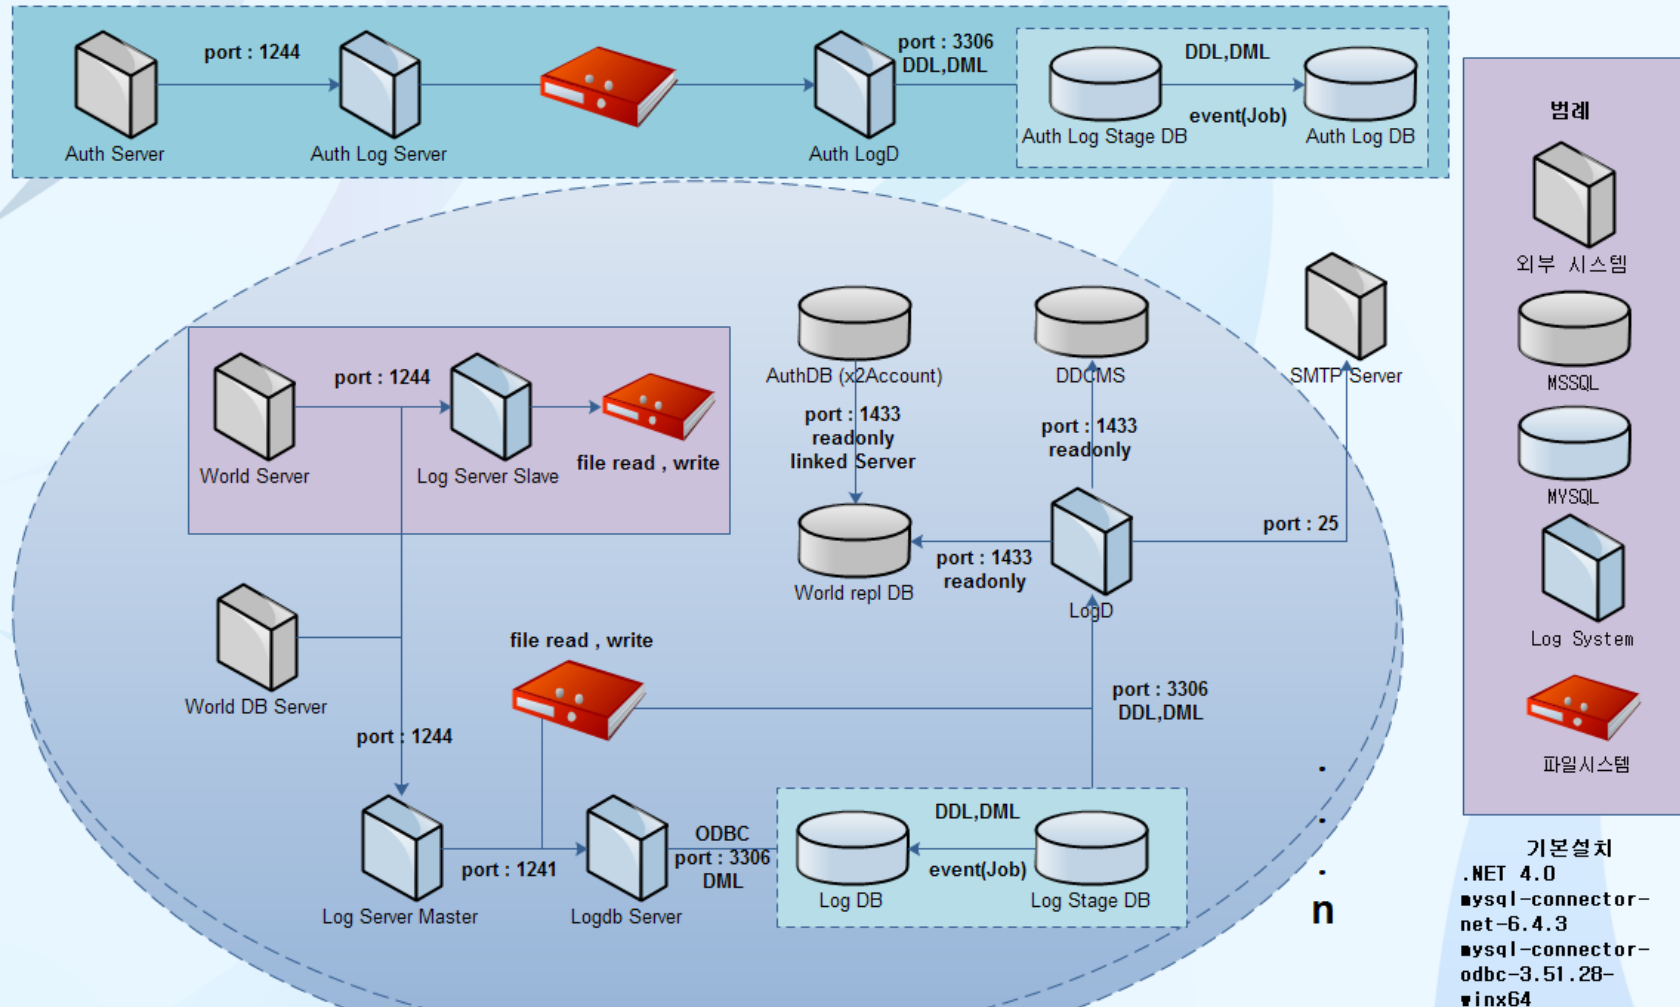 port : 1244
port : 3306
DDL,DML
DDL,DML
event(Job)
Auth Server
Auth Log Server
Auth LogD
Auth Log Stage DB
Auth Log DB
범례
외부 시스템
MSSQL
MYSQL
Log System
파일시스템
기본설치
.NET 4.0
mysql-connector-
net-6.4.3
mysql-connector-
odbc-3.51.28-
winx64
port : 1244
World Server
Log Server Slave
file read , write
AuthDB (x2Account)
port : 1433
readonly
linked Server
DDCMS
port : 1433
readonly
SMTP Server
port : 25
World repl DB
port : 1433
readonly
LogD
World DB Server
file read , write
port : 3306
DDL,DML
port : 1244
Log Server Master
port : 1241
Logdb Server
ODBC
port : 3306
DML
DDL,DML
event(Job)
Log DB
Log Stage DB
.
.
.
n